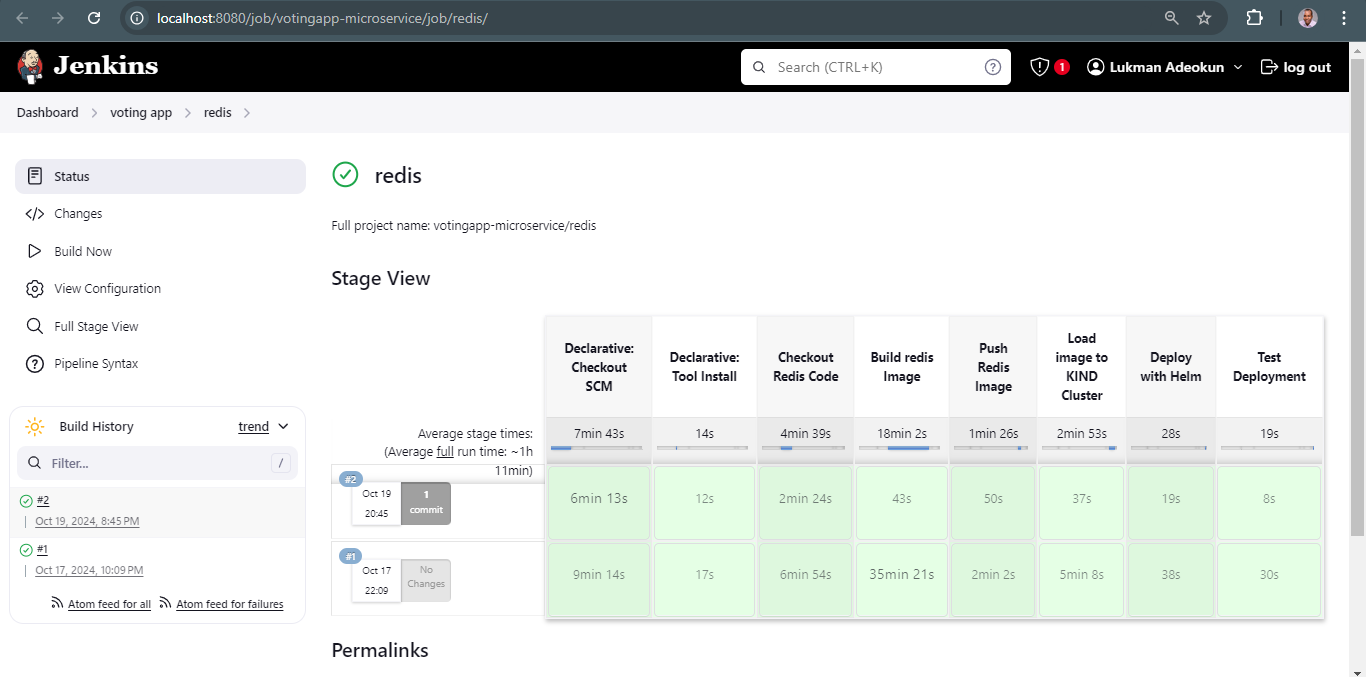 localhost:8080/job/votingapp-microservice/job/redis/
Jenkins
Search (CTRL+K)
?
1
Lukman Adeokun
log out
Dashboard
voting app
redis
Status
Changes
Build Now
View Configuration
Full Stage View
Pipeline Syntax
Build History
trend
Filter...
/
#2
Oct 19, 2024, 8:45 PM
#1
Oct 17, 2024, 10:09 PM
Atom feed for all
Atom feed for failures
redis
Full project name: votingapp-microservice/redis
Stage View
Declarative:
Checkout
SCM
Declarative:
Tool Install
Checkout
Redis Code
Build redis
Image
Push
Redis
Image
Load
image to
KIND
Cluster
Deploy
with Helm
Test
Deployment
Average stage times:
(Average full run time: ~1h
11min)
7min 43s
14s
4min 39s
18min 2s
1min 26s
2min 53s
28s
19s
#2
Oct 19
20:45
1
commit
6min 13s
12s
2min 24s
43s
50s
37s
19s
8s
#1
Oct 17
22:09
No
Changes
9min 14s
17s
6min 54s
35min 21s
2min 2s
5min 8s
38s
30s
Permalinks